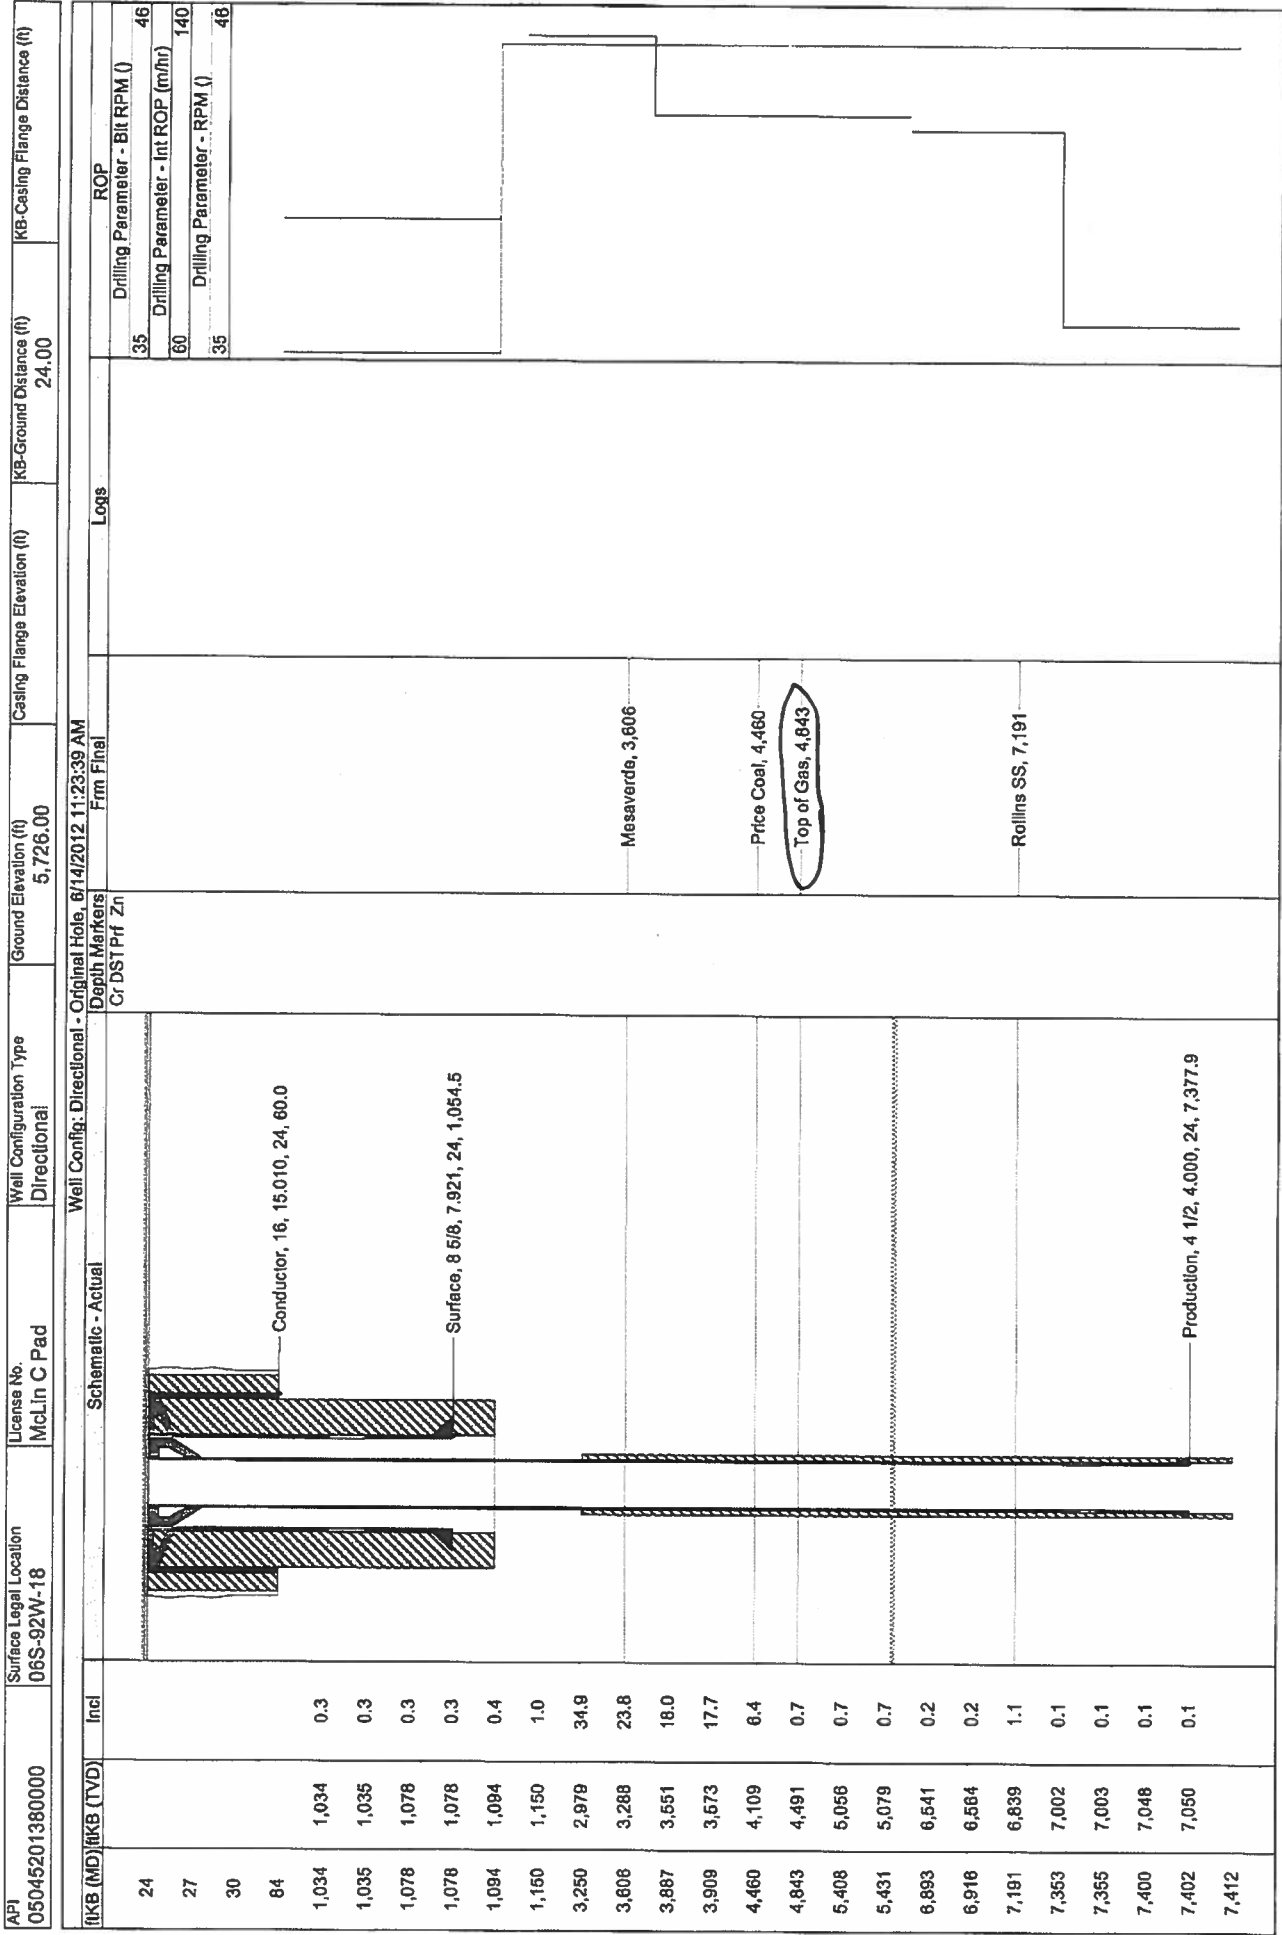 API
05045201380000
Surface Legal Location
06S-92W-18
License No.
McLin C Pad
Well Configuration Type
Directional
Ground Elevation (ft)
5,726.00
Casing Flange Elevation (ft)
KB-Ground Distance (ft)
24.00
KB-Casing Flange Distance (ft)
Well Config: Directional - Original Hole, 6/14/2012 11:23:39 AM
ftKB (MD) ftKB (TVD) Incl Schematic - Actual Depth Markers Frm Final Logs ROP
Cr DST Prf Zn
Drilling Parameter - Bit RPM ()
35 46
Drilling Parameter - Int ROP (m/hr)
60 140
Drilling Parameter - RPM ()
35 46
24
27
30
84
1,034 1,034 0.3
1,035 1,035 0.3
1,078 1,078 0.3
1,078 1,078 0.3
1,094 1,094 0.4
1,150 1,150 1.0
3,250 2,979 34.9
3,606 3,288 23.8
3,887 3,551 18.0
3,909 3,573 17.7
4,460 4,109 6.4
4,843 4,491 0.7
5,408 5,056 0.7
5,431 5,079 0.7
6,893 6,541 0.2
6,916 6,564 0.2
7,191 6,839 1.1
7,353 7,002 0.1
7,355 7,003 0.1
7,400 7,048 0.1
7,402 7,050 0.1
7,412
Conductor, 16, 15.010, 24, 60.0
Surface, 8 5/8, 7.921, 24, 1,054.5
Production, 4 1/2, 4.000, 24, 7,377.9
Mesaverde, 3,606
Price Coal, 4,460
Top of Gas, 4,843
Rollins SS, 7,191